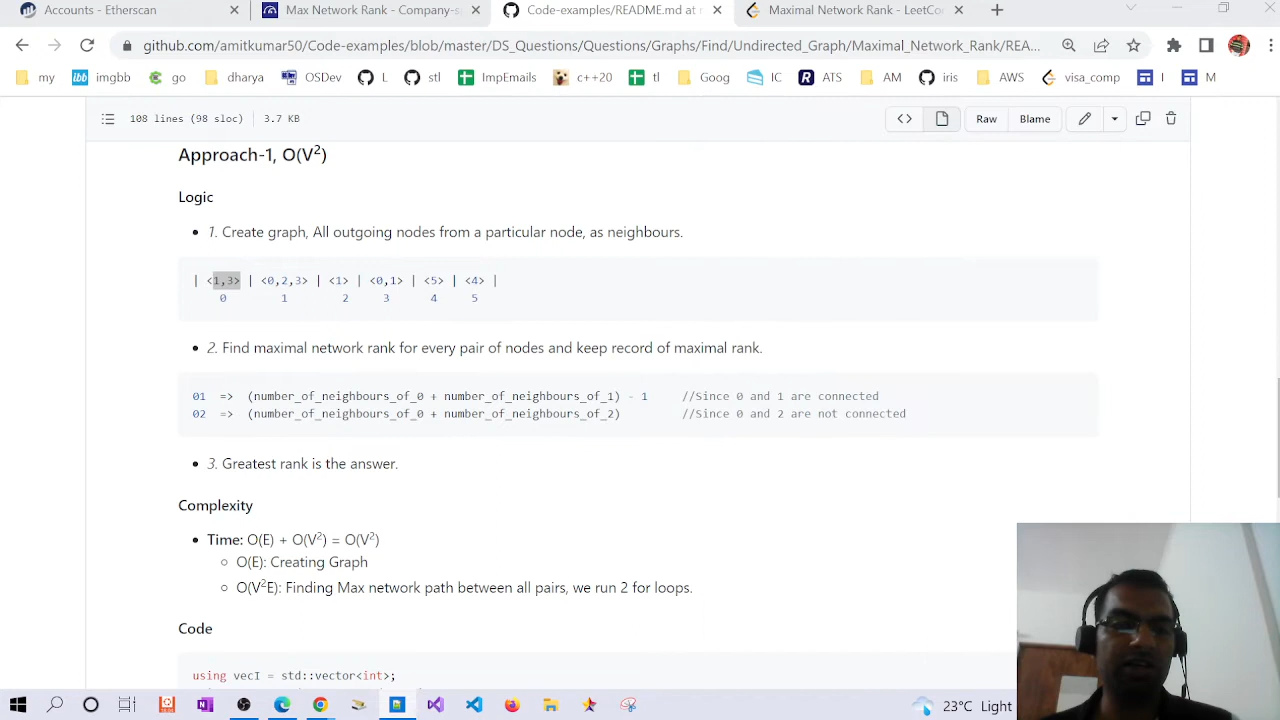 Accounts - Etherscan
Max Network Rank - Company-s
Code-examples/README.md at m
Maximal Network Rank - LeetCo
github.com/amitkumar50/Code-examples/blob/master/DS_Questions/Questions/Graphs/Find/Undirected_Graph/Maximal_Network_Rank/REA...
my imgbb go dharya OSDev L stl ImpEmails c++20 tl Goog IC ATS AM iris AWS visa_comp I M
108 lines (98 sloc) 3.7 KB Raw Blame
Approach-1, O(V²)
Logic
• 1. Create graph, All outgoing nodes from a particular node, as neighbours.
| <1,3> | <0,2,3> | <1> | <0,1> | <5> | <4> |
0 1 2 3 4 5
• 2. Find maximal network rank for every pair of nodes and keep record of maximal rank.
01 => (number_of_neighbours_of_0 + number_of_neighbours_of_1) - 1 //Since 0 and 1 are connected
02 => (number_of_neighbours_of_0 + number_of_neighbours_of_2) //Since 0 and 2 are not connected
• 3. Greatest rank is the answer.
Complexity
• Time: O(E) + O(V²) = O(V²)
○ O(E): Creating Graph
○ O(V²E): Finding Max network path between all pairs, we run 2 for loops.
Code
using vecI = std::vector<int>;
23°C Light